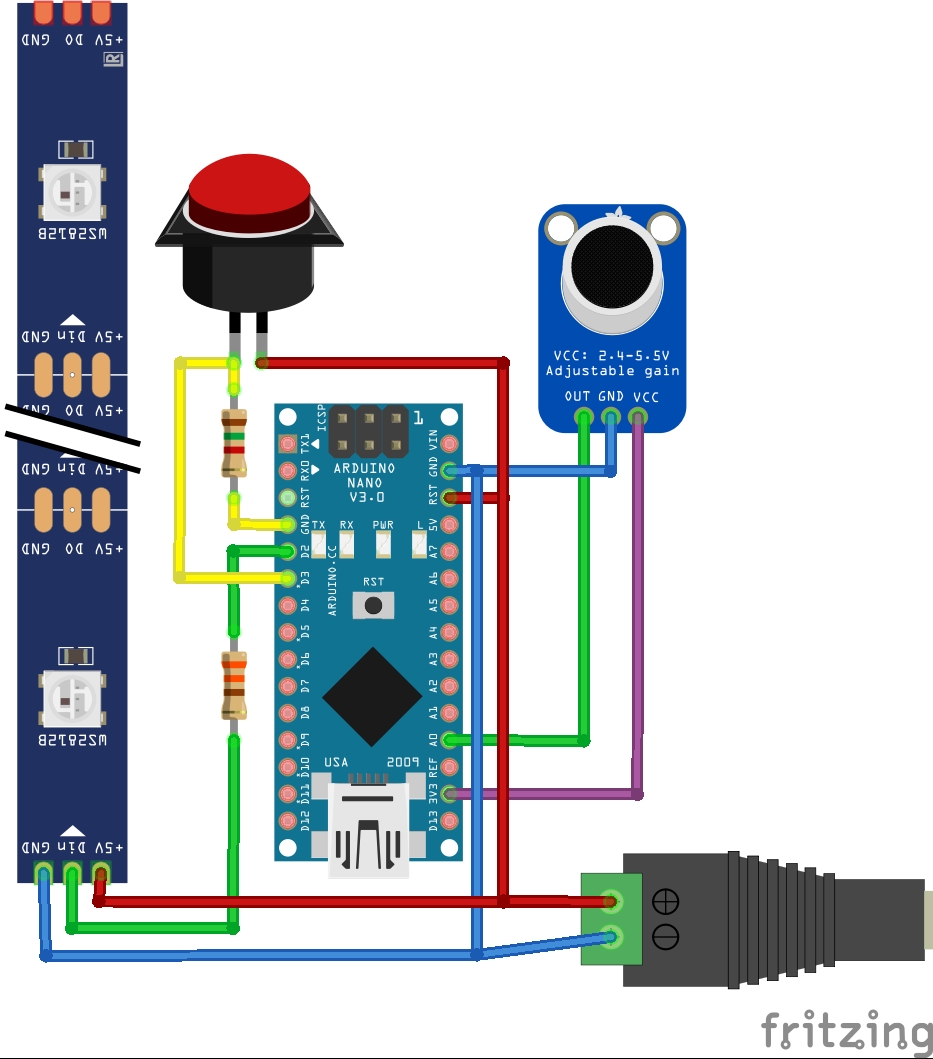 +5V DO GND
R
WS2812B
+5V Din GND
+5V DO GND
+5V Din GND
+5V DO GND
WS2812B
+5V Din GND
ICSP
1
TX1
RX0
RST
GND
D2
D3
D4
D5
D6
D7
D8
D9
D10
D11
D12
ARDUINO
NANO
V3.0
TX RX PWR L
ARDUINO.CC
RST
USA 2009
VIN
GND
RST
5V
A7
A6
A5
A4
A3
A2
A1
A0
REF
3V3
D13
VCC: 2.4-5.5V
Adjustable gain
OUT GND VCC
fritzing